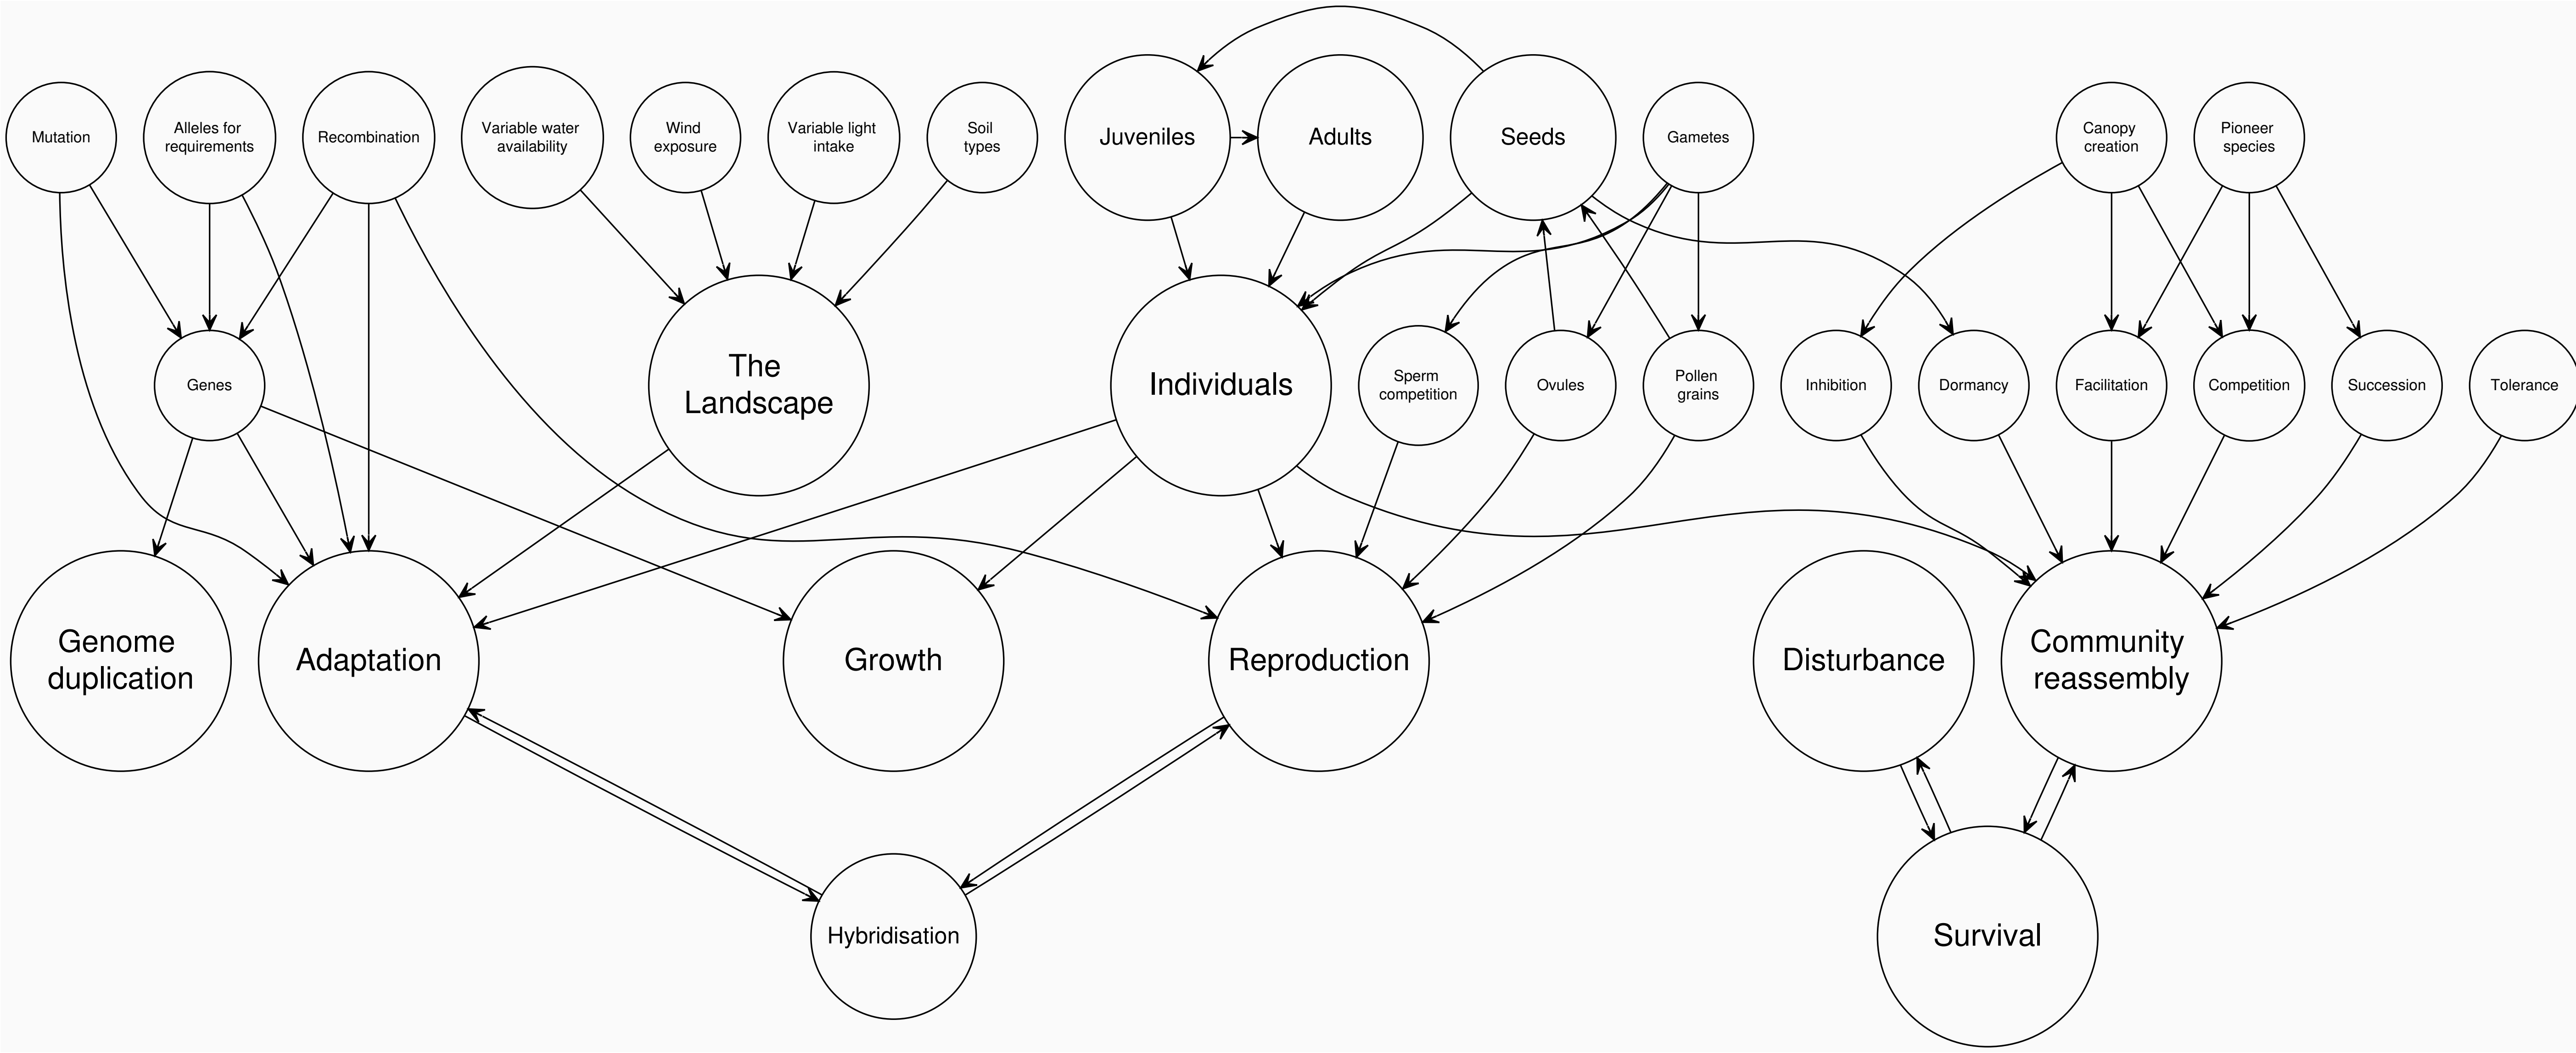 Mutation
Alleles for
requirements
Recombination
Variable water
availability
Wind
exposure
Variable light
intake
Soil
types
Juveniles
Adults
Seeds
Gametes
Canopy
creation
Pioneer
species
Genes
The
Landscape
Individuals
Sperm
competition
Ovules
Pollen
grains
Inhibition
Dormancy
Facilitation
Competition
Succession
Tolerance
Genome
duplication
Adaptation
Growth
Reproduction
Disturbance
Community
reassembly
Hybridisation
Survival